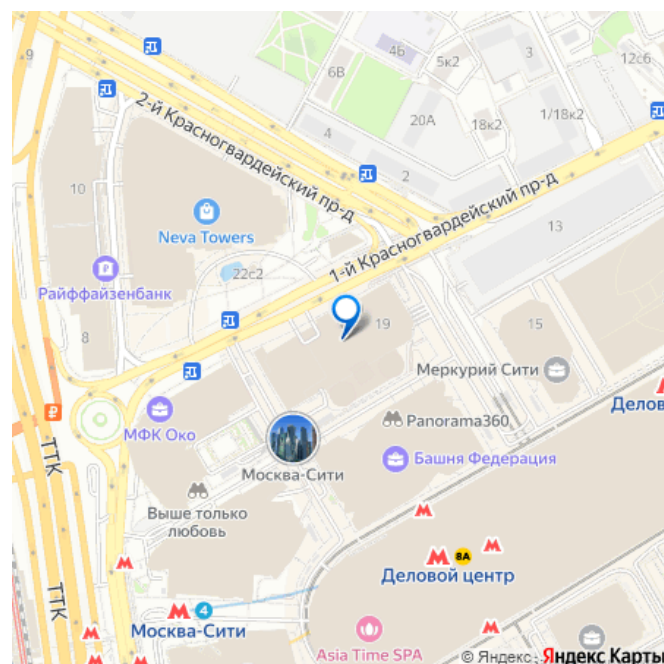 9
4Б
5к2
3
12с6
6В
20А
18к2
1/18к2
4
2
2-й Красногвардейский пр-д
10
13
Neva Towers
1-й Красногвардейский пр-д
22с2
Райффайзенбанк
8
19
15
Меркурий Сити
Делов
МФК Око
Panorama360
Башня Федерация
ТТК
Москва-Сити
Выше только
любовь
8А
Деловой центр
ТТК
4
Москва-Сити
Asia Time SPA
© Яндекс Яндекс Карты